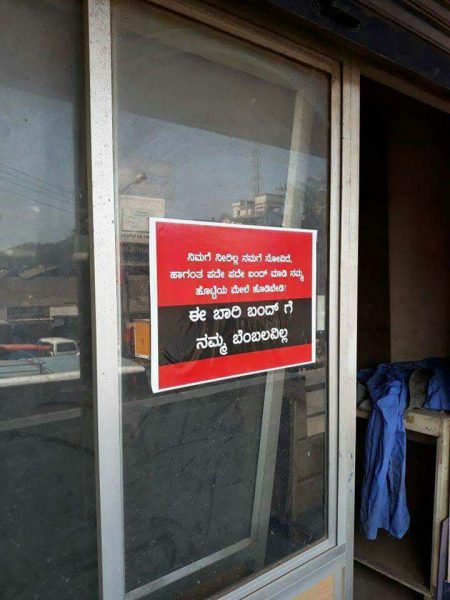 ನಿಮಗೆ ನೀರಿಲ್ಲ ನಮಗೆ ನೋವಿದೆ,
ಹಾಗಂತ ಪದೇ ಪದೇ ಬಂದ್ ಮಾಡಿ ನಮ್ಮ
ಹೊಟ್ಟೆಯ ಮೇಲೆ ಹೊಡಿಬೇಡಿ!
ಈ ಬಾರಿ ಬಂದ್ ಗೆ
ನಮ್ಮ ಬೆಂಬಲವಿಲ್ಲ